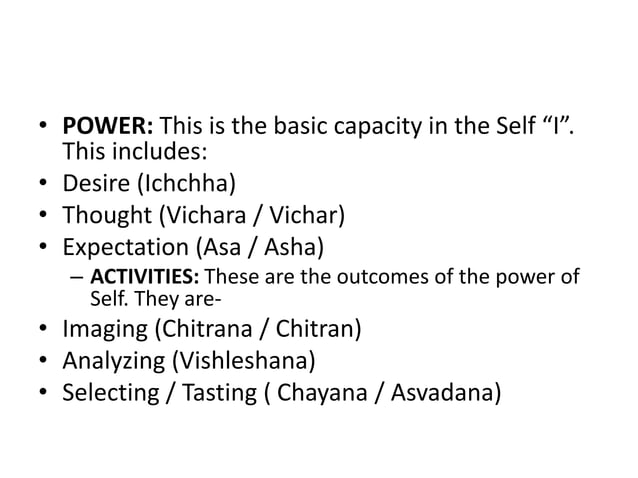 • POWER: This is the basic capacity in the Self “I”.
This includes:
• Desire (Ichchha)
• Thought (Vichara / Vichar)
• Expectation (Asa / Asha)
– ACTIVITIES: These are the outcomes of the power of
Self. They are-
• Imaging (Chitrana / Chitran)
• Analyzing (Vishleshana)
• Selecting / Tasting ( Chayana / Asvadana)